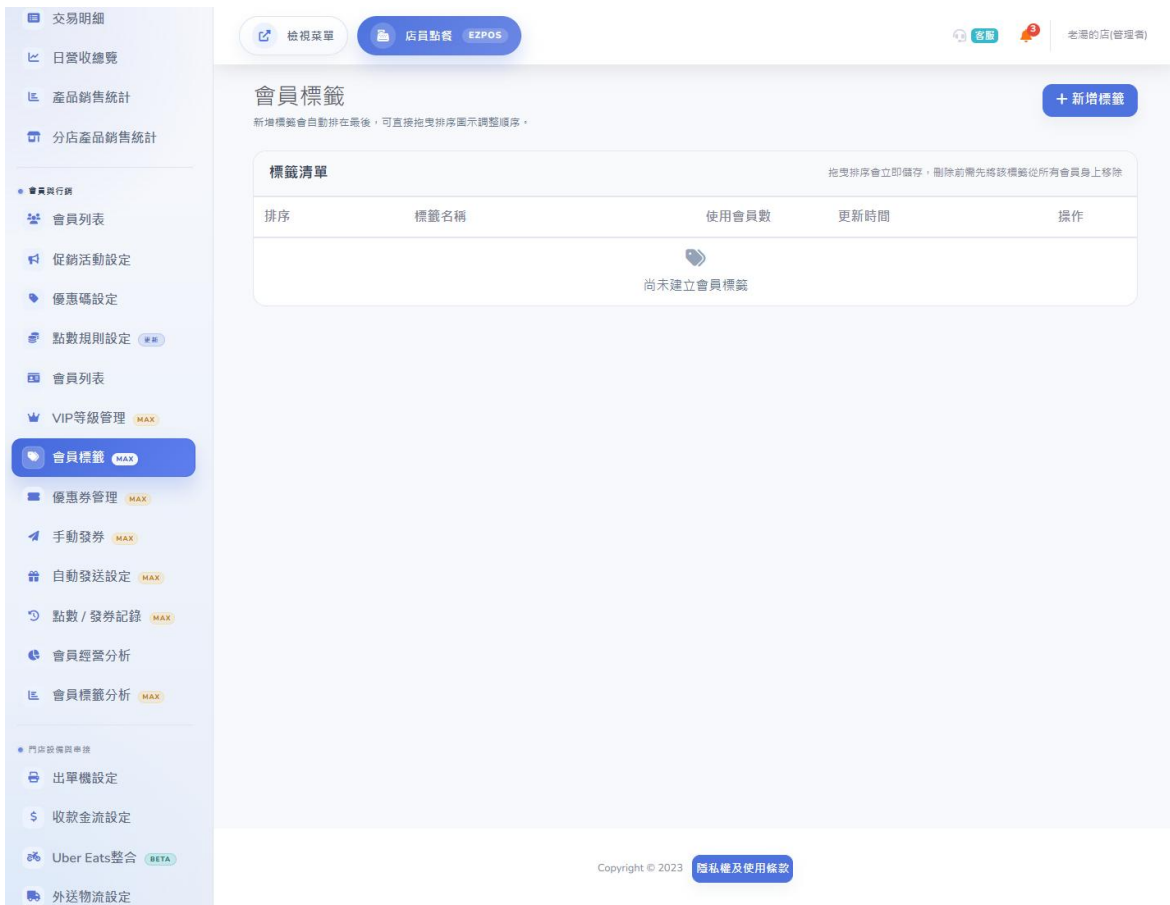 交易明細
日營收總覽
產品銷售統計
分店產品銷售統計
會員與行銷
會員列表
促銷活動設定
優惠碼設定
點數規則設定 更新
會員列表
VIP等級管理 MAX
會員標籤 MAX
優惠券管理 MAX
手動發券 MAX
自動發送設定 MAX
點數 / 發券記錄 MAX
會員經營分析
會員標籤分析 MAX
門店設備與串接
出單機設定
收款金流設定
Uber Eats整合 BETA
外送物流設定
檢視菜單 店員點餐 EZPOS 客服 3 老湯的店(管理者)
會員標籤
+ 新增標籤
新增標籤會自動排在最後，可直接拖曳排序圖示調整順序。
標籤清單 拖曳排序會立即儲存，刪除前需先將該標籤從所有會員身上移除
排序 標籤名稱 使用會員數 更新時間 操作
尚未建立會員標籤
Copyright © 2023 隱私權及使用條款